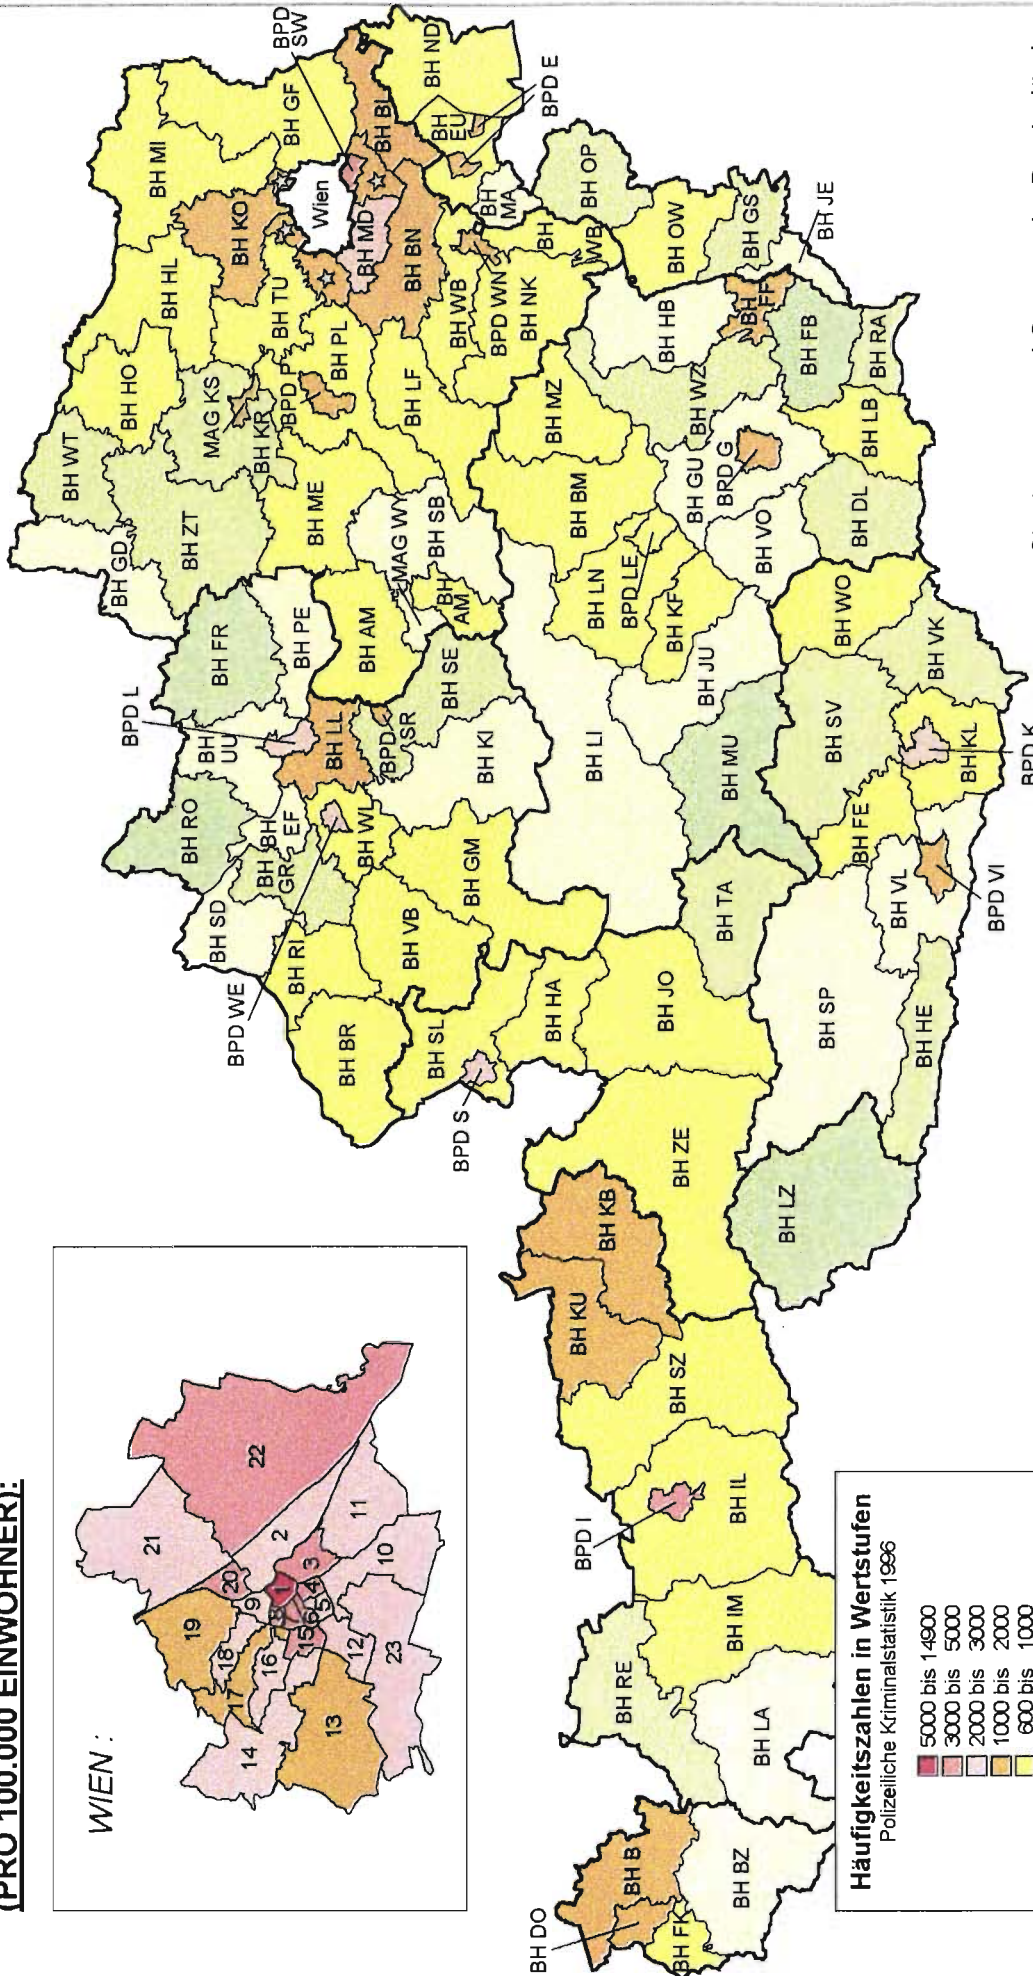 (PRO 100.000 EINWOHNER):
WIEN :
21
22
19
20
2
18
9
1
3
11
17
16
8
7
4
6
5
10
14
15
12
13
23
BPD SW
BH ND
BH GF
BH BL
BH EU
BPD E
BH MI
Wien
BH MD
BH MA
BH OP
BH KO
BH BN
BH HL
BH TU
BH WB
BPD WN
BH
WB
BH OW
BH GS
BH JE
BH HO
BH PL
BPD P
BH LF
BH NK
BH HB
BH FF
BH WT
MAG KS
BH KR
BH MZ
BH WZ
BH FB
BH RA
BH ZT
BH ME
BH BM
BH GU
BH LB
BH GD
MAG WY
BH SB
BPD LE
BH VO
BH DL
BH AM
BH AM
BH LN
BH KF
BH PE
BH FR
BH SE
BH JU
BH WO
BH VK
BPD L
BH UU
BH LL
BPD SR
BH KI
BH LI
BH MU
BH SV
BH KL
BPD K
BH RO
BH EF
BH GR
BH WL
BH GM
BH FE
BH VL
BPD VI
BH SD
BH VB
BH TA
BPD WE
BH RI
BH BR
BH SL
BH HA
BH JO
BH SP
BH HE
BPD S
BH ZE
BH LZ
BH KB
BH KU
BH SZ
BPD I
BH IL
BH IM
BH RE
BH LA
BH B
BH DO
BH FK
BH BZ
Häufigkeitszahlen in Wertstufen
Polizeiliche Kriminalstatistik 1996
5000 bis 14900
3000 bis 5000
2000 bis 3000
1000 bis 2000
600 bis 1000